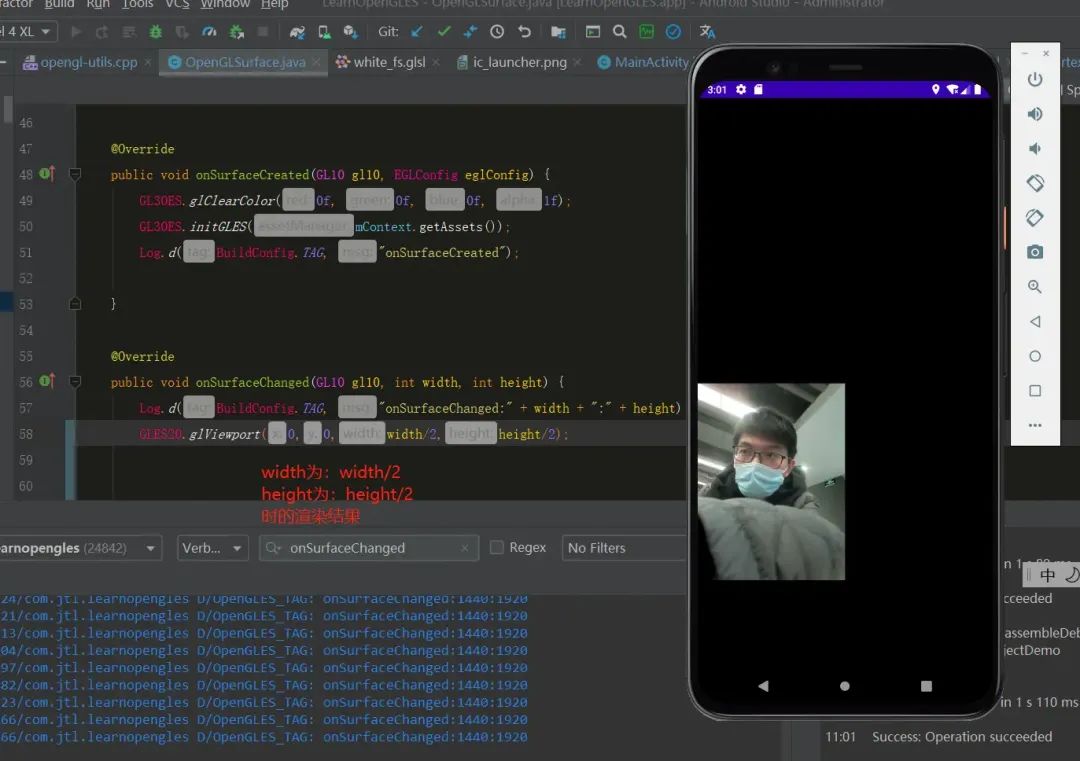 Build Run Tools VCS Window Help LearnOpenGLES - OpenGLSurface.java [LearnOpenGLES.app] - Android Studio - Administrator
4 XL Git:
opengl-utils.cpp OpenGLSurface.java white_fs.glsl ic_launcher.png MainActivity
46
47 @Override
48 public void onSurfaceCreated(GL10 gl10, EGLConfig eglConfig) {
49 GL3OES.glClearColor( red: 0f, green: 0f, blue: 0f, alpha: 1f);
50 GL3OES.initGLES( assetManager: mContext.getAssets());
51 Log.d( tag: BuildConfig.TAG, msg: "onSurfaceCreated");
52
53 }
54
55 @Override
56 public void onSurfaceChanged(GL10 gl10, int width, int height) {
57 Log.d( tag: BuildConfig.TAG, msg: "onSurfaceChanged:" + width + ":" + height)
58 GLES20.glViewport( x: 0, y: 0, width: width/2, height: height/2);
59
60
width为：width/2
height为：height/2
时的渲染结果
3:01
earnopengles (24842) Verb... onSurfaceChanged Regex No Filters
24/com.jtl.learnopengles D/OpenGLES_TAG: onSurfaceChanged:1440:1920
21/com.jtl.learnopengles D/OpenGLES_TAG: onSurfaceChanged:1440:1920
13/com.jtl.learnopengles D/OpenGLES_TAG: onSurfaceChanged:1440:1920
04/com.jtl.learnopengles D/OpenGLES_TAG: onSurfaceChanged:1440:1920
97/com.jtl.learnopengles D/OpenGLES_TAG: onSurfaceChanged:1440:1920
82/com.jtl.learnopengles D/OpenGLES_TAG: onSurfaceChanged:1440:1920
23/com.jtl.learnopengles D/OpenGLES_TAG: onSurfaceChanged:1440:1920
66/com.jtl.learnopengles D/OpenGLES_TAG: onSurfaceChanged:1440:1920
66/com.jtl.learnopengles D/OpenGLES_TAG: onSurfaceChanged:1440:1920
中
cceeded
assembleDeb
jectDemo
in 1 s 110 ms
11:01 Success: Operation succeeded